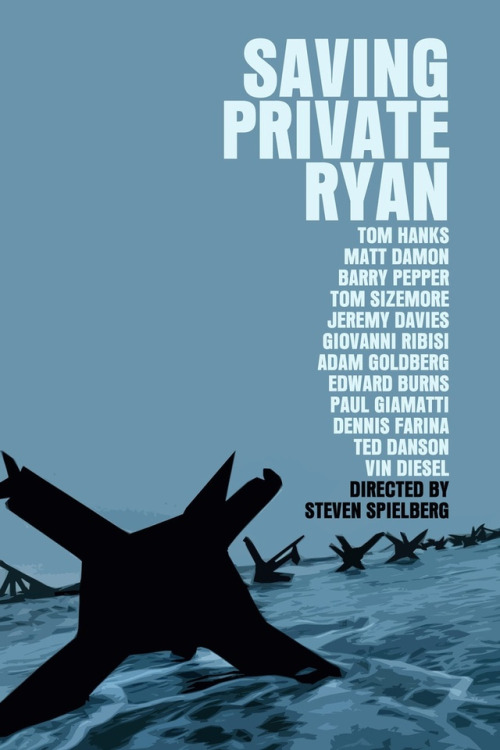 SAVING
PRIVATE
RYAN
TOM HANKS
MATT DAMON
BARRY PEPPER
TOM SIZEMORE
JEREMY DAVIES
GIOVANNI RIBISI
ADAM GOLDBERG
EDWARD BURNS
PAUL GIAMATTI
DENNIS FARINA
TED DANSON
VIN DIESEL
DIRECTED BY
STEVEN SPIELBERG